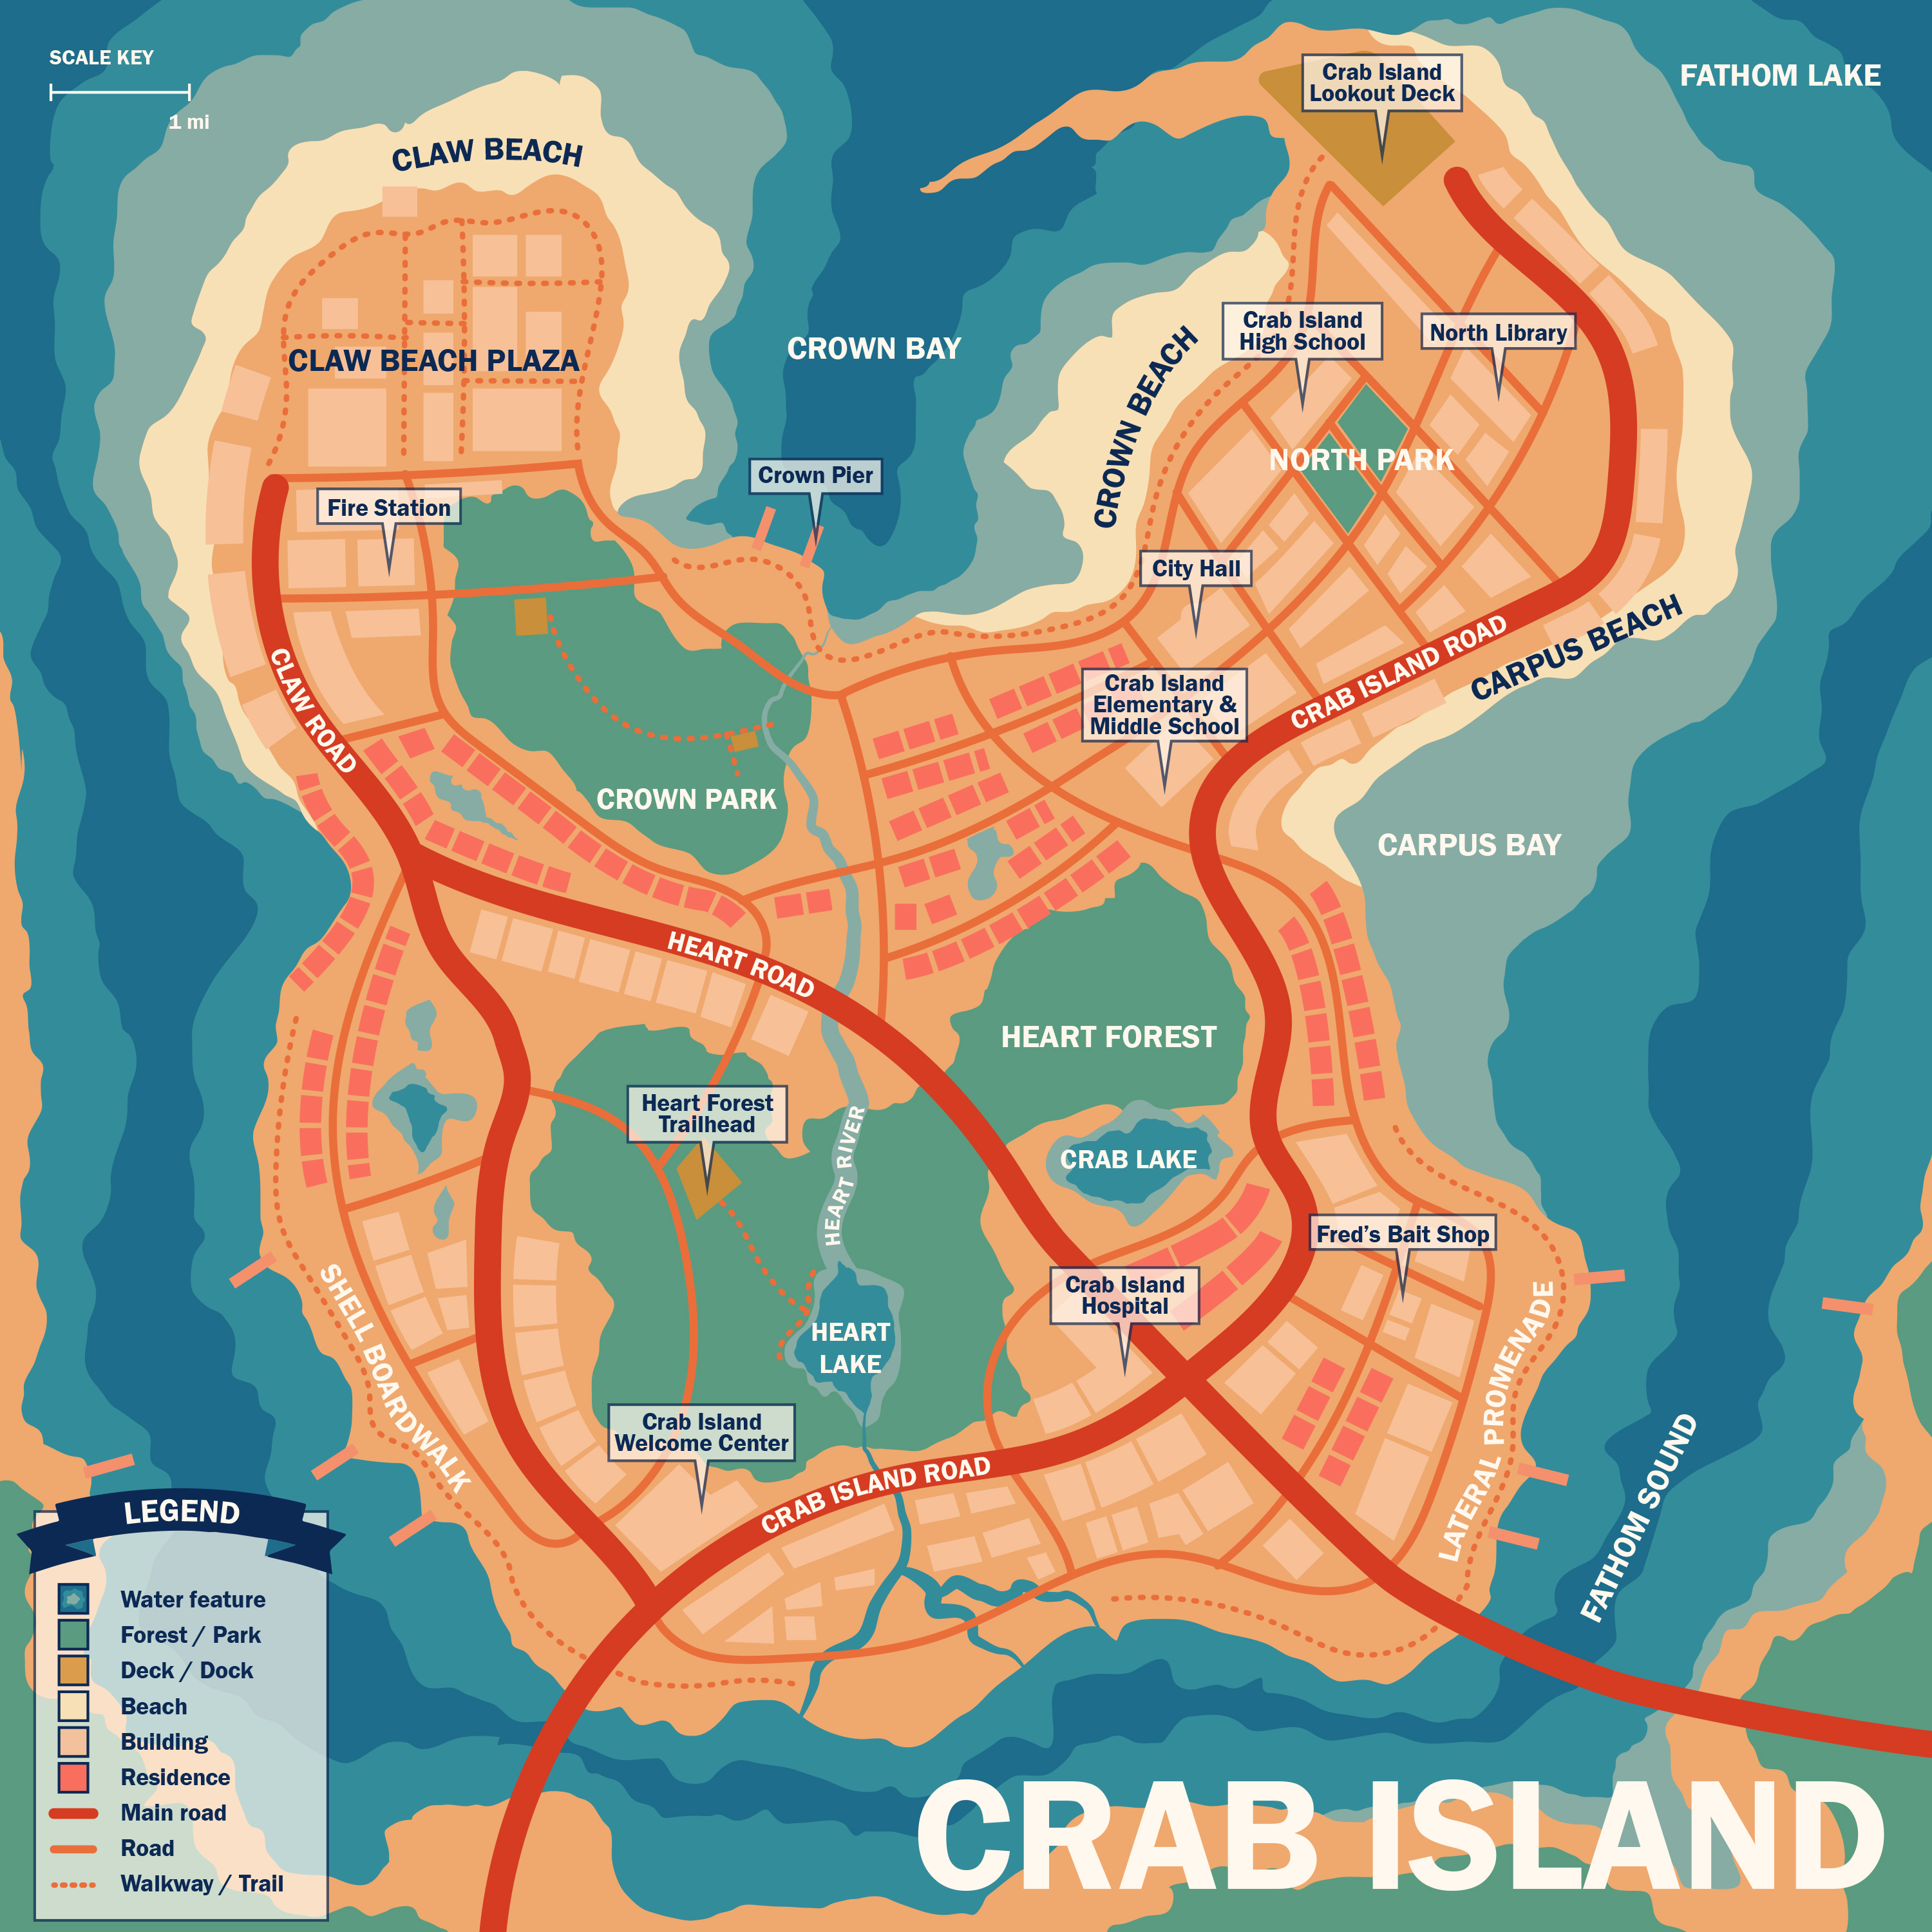 SCALE KEY
1 mi
FATHOM LAKE
Crab Island
Lookout Deck
CLAW BEACH
CLAW BEACH PLAZA
CROWN BAY
CROWN BEACH
Crab Island
High School
North Library
NORTH PARK
Crown Pier
Fire Station
City Hall
CARPUS BEACH
CRAB ISLAND ROAD
CLAW ROAD
Crab Island
Elementary &
Middle School
CROWN PARK
CARPUS BAY
HEART ROAD
HEART FOREST
Heart Forest
Trailhead
HEART RIVER
CRAB LAKE
Fred's Bait Shop
Crab Island
Hospital
HEART
LAKE
SHELL BOARDWALK
LATERAL PROMENADE
Crab Island
Welcome Center
CRAB ISLAND ROAD
FATHOM SOUND
LEGEND
Water feature
Forest / Park
Deck / Dock
Beach
Building
Residence
Main road
Road
Walkway / Trail
CRAB ISLAND